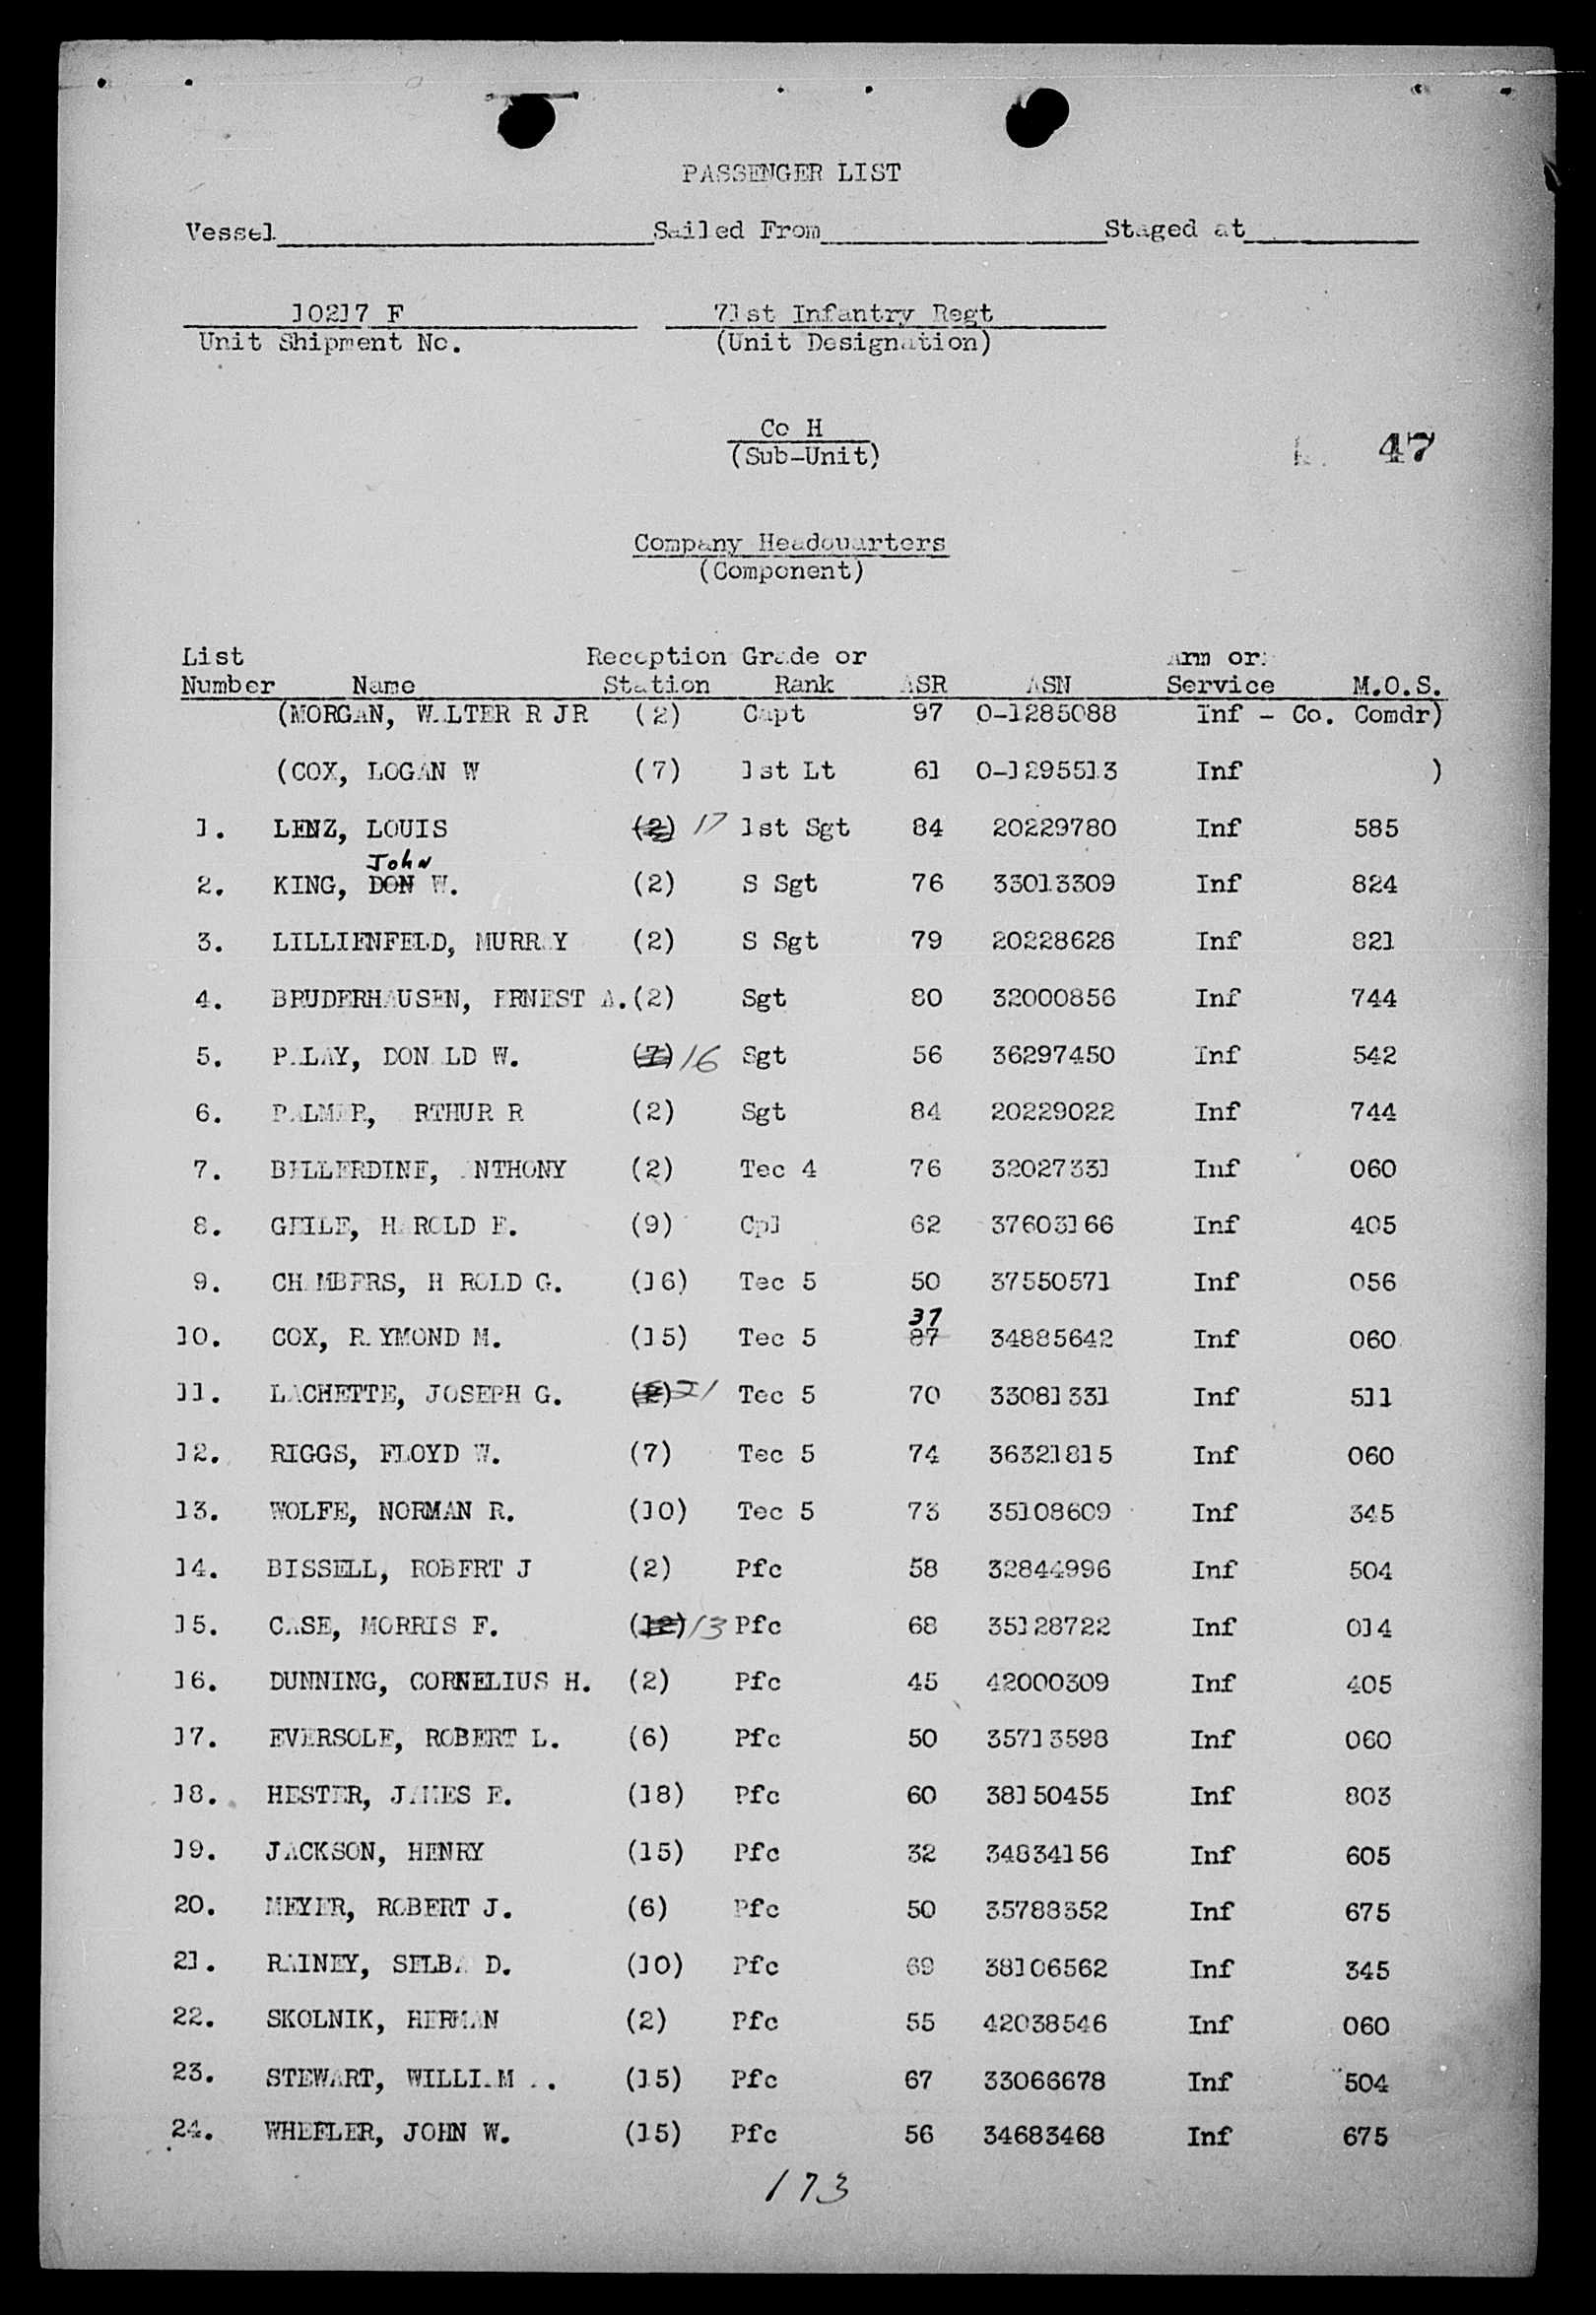 PASSENGER LIST
Vessel Sailed From Staged at
10217 F 71st Infantry Regt
Unit Shipment No. (Unit Designation)
Co H
(Sub-Unit)
47
Company Headquarters
(Component)
List Reception Grade or Arm or
Number Name Station Rank ASR ASN Service M.O.S.
(MORGAN, WALTER R JR (2) Capt 97 O-1285088 Inf - Co. Comdr)
(COX, LOGAN W (7) 1st Lt 61 O-1295513 Inf )
1. LENZ, LOUIS (2) 17 1st Sgt 84 20229780 Inf 585
John
2. KING, DON W. (2) S Sgt 76 33013309 Inf 824
3. LILLIENFELD, MURRAY (2) S Sgt 79 20228628 Inf 821
4. BRUDERHAUSEN, ERNEST A. (2) Sgt 80 32000856 Inf 744
5. PALAY, DONALD W. (7) 16 Sgt 56 36297450 Inf 542
6. PALMER, ARTHUR R (2) Sgt 84 20229022 Inf 744
7. BELLERDINE, ANTHONY (2) Tec 4 76 32027331 Inf 060
8. GEILE, HAROLD E. (9) Cpl 62 37603166 Inf 405
9. CHAMBERS, HAROLD G. (16) Tec 5 50 37550571 Inf 056
37
10. COX, RAYMOND M. (15) Tec 5 87 34885642 Inf 060
11. LACHETTE, JOSEPH G. (2) 21 Tec 5 70 33081331 Inf 511
12. RIGGS, FLOYD W. (7) Tec 5 74 36321815 Inf 060
13. WOLFE, NORMAN R. (10) Tec 5 73 35108609 Inf 345
14. BISSELL, ROBERT J (2) Pfc 58 32844996 Inf 504
15. CASE, MORRIS F. (12) 13 Pfc 68 35128722 Inf 014
16. DUNNING, CORNELIUS H. (2) Pfc 45 42000309 Inf 405
17. EVERSOLE, ROBERT L. (6) Pfc 50 35713598 Inf 060
18. HESTER, JAMES E. (18) Pfc 60 38150455 Inf 803
19. JACKSON, HENRY (15) Pfc 32 34834156 Inf 605
20. MEYER, ROBERT J. (6) Pfc 50 35788352 Inf 675
21. RAINEY, SELBA D. (10) Pfc 69 38106562 Inf 345
22. SKOLNIK, HERMAN (2) Pfc 55 42038546 Inf 060
23. STEWART, WILLIAM (15) Pfc 67 33066678 Inf 504
24. WHEELER, JOHN W. (15) Pfc 56 34683468 Inf 675
173